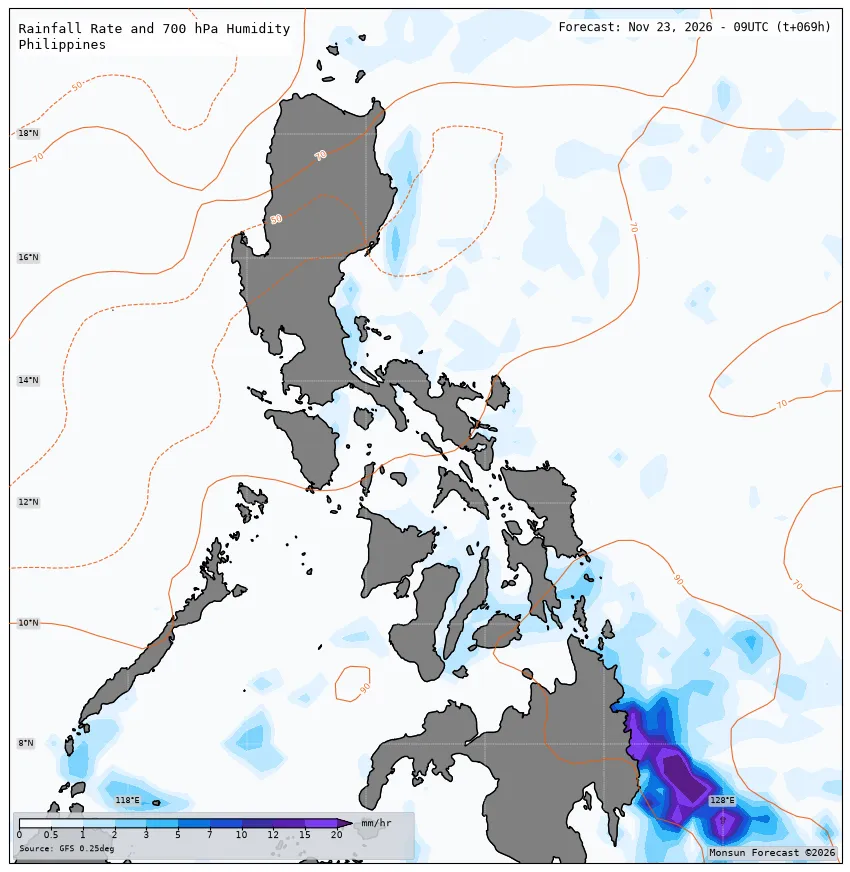 Rainfall Rate and 700 hPa Humidity
Philippines
Forecast: Nov 23, 2026 - 09UTC (t+069h)
50
18°N
70
70
50
16°N
70
14°N
70
12°N
90
70
10°N
90
8°N
118°E
128°E
mm/hr
0 0.5 1 2 3 5 7 10 12 15 20
Source: GFS 0.25deg
Monsun Forecast ©2026